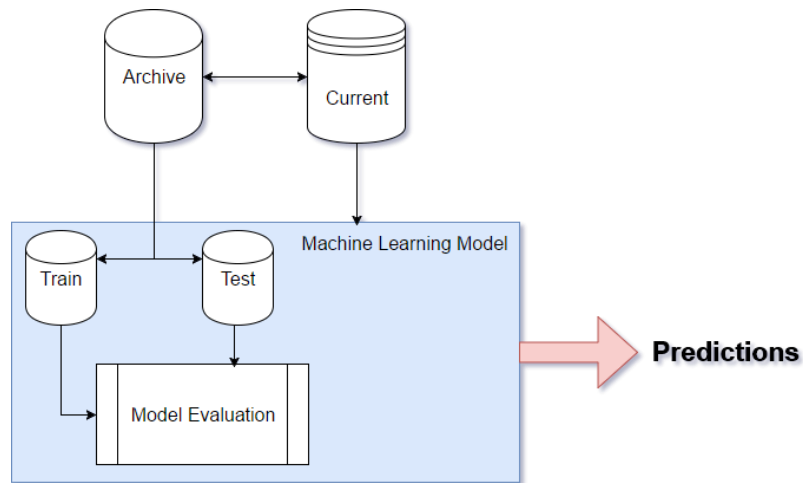 Archive
Current
Machine Learning Model
Train
Test
Predictions
Model Evaluation